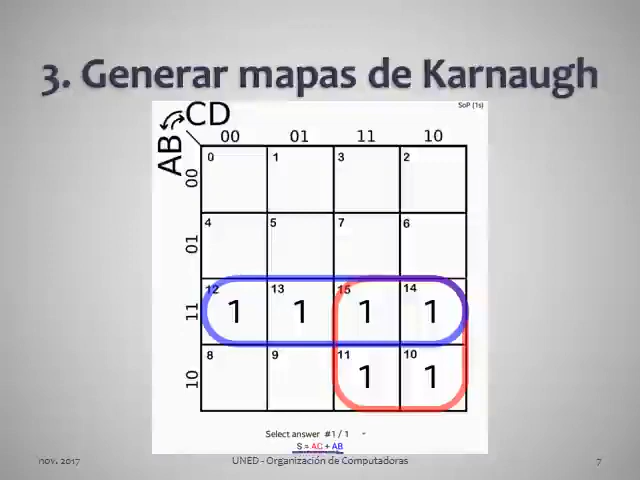 3. Generar mapas de Karnaugh
SoP (1s)
CD
AB
00 01 11 10
00
0 1 3 2
01
4 5 7 6
11
12 13 15 14
1 1 1 1
10
8 9 11 10
1 1
Select answer #1 / 1
S = AC + AB
nov. 2017 UNED - Organización de Computadoras 7